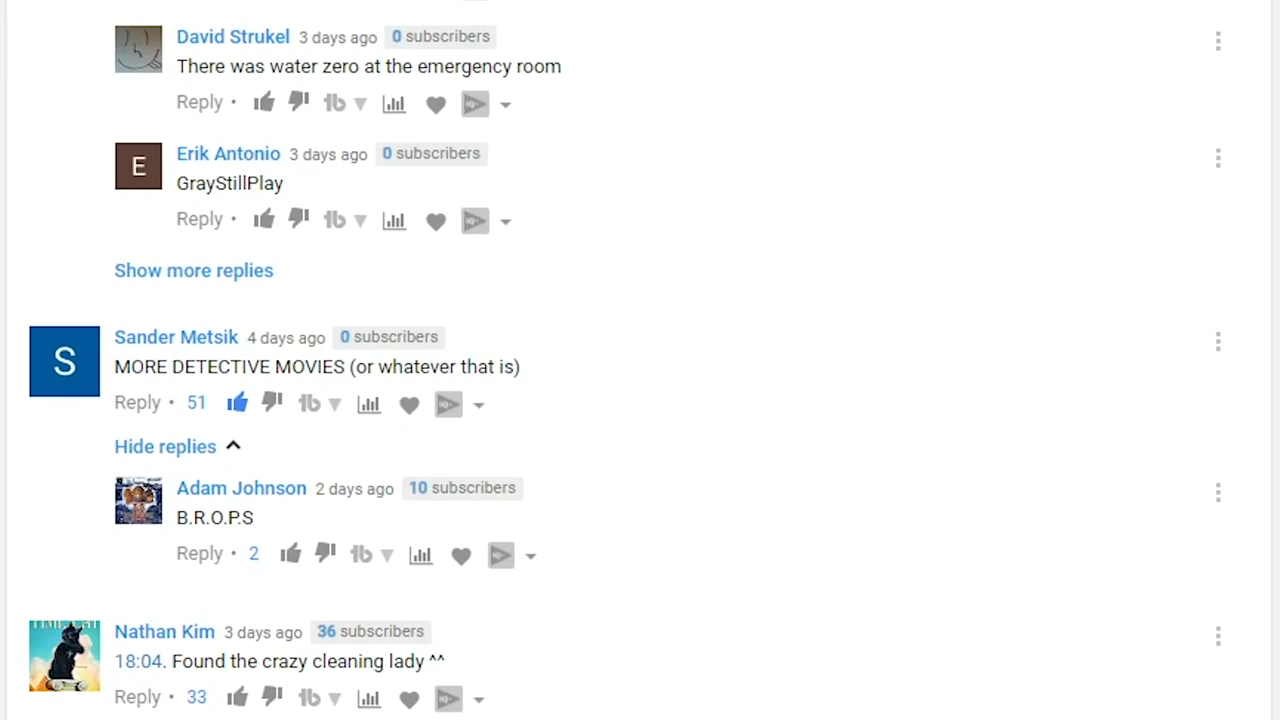 David Strukel 3 days ago 0 subscribers
There was water zero at the emergency room
Reply •
E
Erik Antonio 3 days ago 0 subscribers
GrayStillPlay
Reply •
Show more replies
S
Sander Metsik 4 days ago 0 subscribers
MORE DETECTIVE MOVIES (or whatever that is)
Reply • 51
Hide replies
Adam Johnson 2 days ago 10 subscribers
B.R.O.P.S
Reply • 2
Nathan Kim 3 days ago 36 subscribers
18:04. Found the crazy cleaning lady ^^
Reply • 33